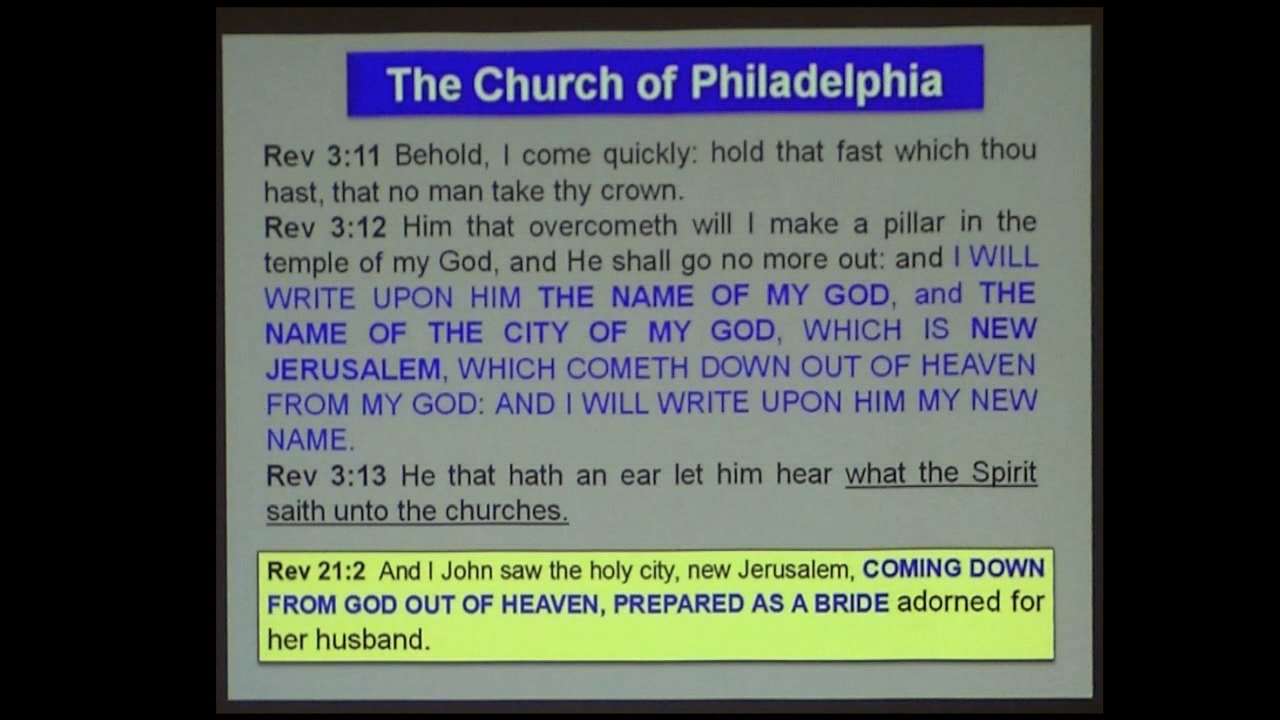 The Church of Philadelphia
Rev 3:11 Behold, I come quickly: hold that fast which thou
hast, that no man take thy crown.
Rev 3:12 Him that overcometh will I make a pillar in the
temple of my God, and He shall go no more out: and I WILL
WRITE UPON HIM THE NAME OF MY GOD, and THE
NAME OF THE CITY OF MY GOD, WHICH IS NEW
JERUSALEM, WHICH COMETH DOWN OUT OF HEAVEN
FROM MY GOD: AND I WILL WRITE UPON HIM MY NEW
NAME.
Rev 3:13 He that hath an ear let him hear what the Spirit
saith unto the churches.
Rev 21:2 And I John saw the holy city, new Jerusalem, COMING DOWN
FROM GOD OUT OF HEAVEN, PREPARED AS A BRIDE adorned for
her husband.